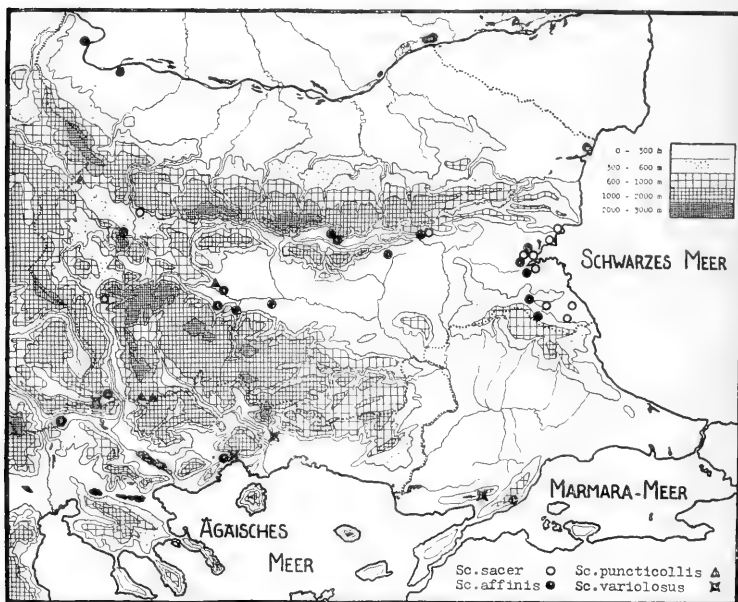 0 - 300 m
300 - 600 m
600 - 1000 m
1000 - 2000 m
2000 - 3000 m
SCHWARZES MEER
MARMARA-MEER
ÄGÄISCHES
MEER
Sc.sacer Sc.puncticollis
Sc.affinis Sc.variolosus